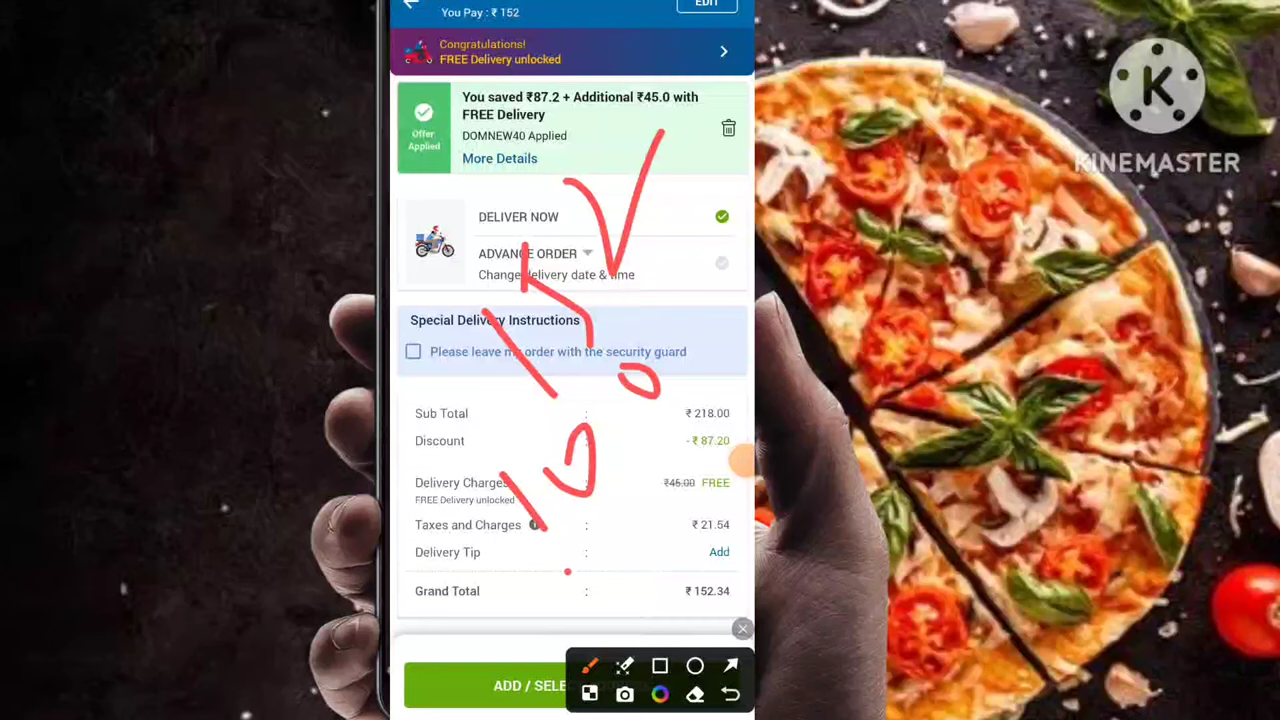 You Pay : ₹ 152
EDIT
Congratulations!
FREE Delivery unlocked
You saved ₹87.2 + Additional ₹45.0 with
FREE Delivery
Offer
Applied
DOMNEW40 Applied
More Details
DELIVER NOW
ADVANCE ORDER
Change delivery date & time
Special Delivery Instructions
Please leave my order with the security guard
Sub Total : ₹ 218.00
Discount : - ₹ 87.20
Delivery Charges : ₹45.00 FREE
FREE Delivery unlocked
Taxes and Charges : ₹ 21.54
Delivery Tip : Add
Grand Total : ₹ 152.34
ADD /
K
KINEMASTER